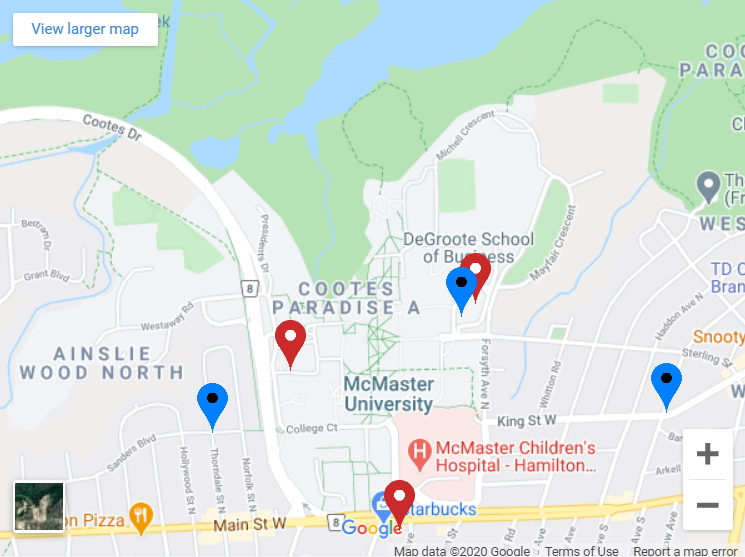 View larger map
ek
COO
PARA
Cootes Dr
Michell Crescent
Cl
Th
(Fr
WES
Bertram Dr
Presidents Dr
DeGroote School
of Business
Mayfair Crescent
TD C
Bran
Grant Blvd
8
COOTES
PARADISE A
Haddon Ave N
Westaway Rd
Snooty
AINSLIE
WOOD NORTH
Forsyth Ave N
Sterling St
Whitton Rd
McMaster
University
W
King St W
College Ct
Sanders Blvd
Bar
H
McMaster Children's
Hospital - Hamilton...
Arkell
Hollywood St N
Thorndale St N
Norfolk St N
+
on Pizza
Main St W
8
S
Starbucks
Google
−
Map data ©2020 Google
Terms of Use
Report a map error